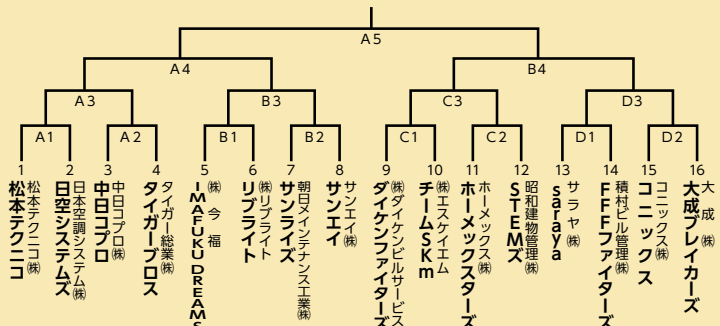 A5
A4
B4
A3
B3
C3
D3
A1
A2
B1
B2
C1
C2
D1
D2
1
松本テクニコ㈱
松本テクニコ
2
日本空調システム㈱
日空システムズ
3
中日コプロ㈱
中日コプロ
4
タイガー総業㈱
タイガーブロス
5
㈱今福
IMAFUKU DREAMS
6
㈱リブライト
リブライト
7
朝日メインテナンス工業㈱
サンライズ
8
サンエイ㈱
サンエイ
9
㈱ダイケンビルサービス
ダイケンファイターズ
10
㈱エスケイエム
チームSKm
11
ホーメックス㈱
ホーメックスターズ
12
昭和建物管理㈱
STEMズ
13
サラヤ㈱
saraya
14
積村ビル管理㈱
FFFファイターズ
15
コニックス㈱
コニックス
16
大成㈱
大成ブレイカーズ